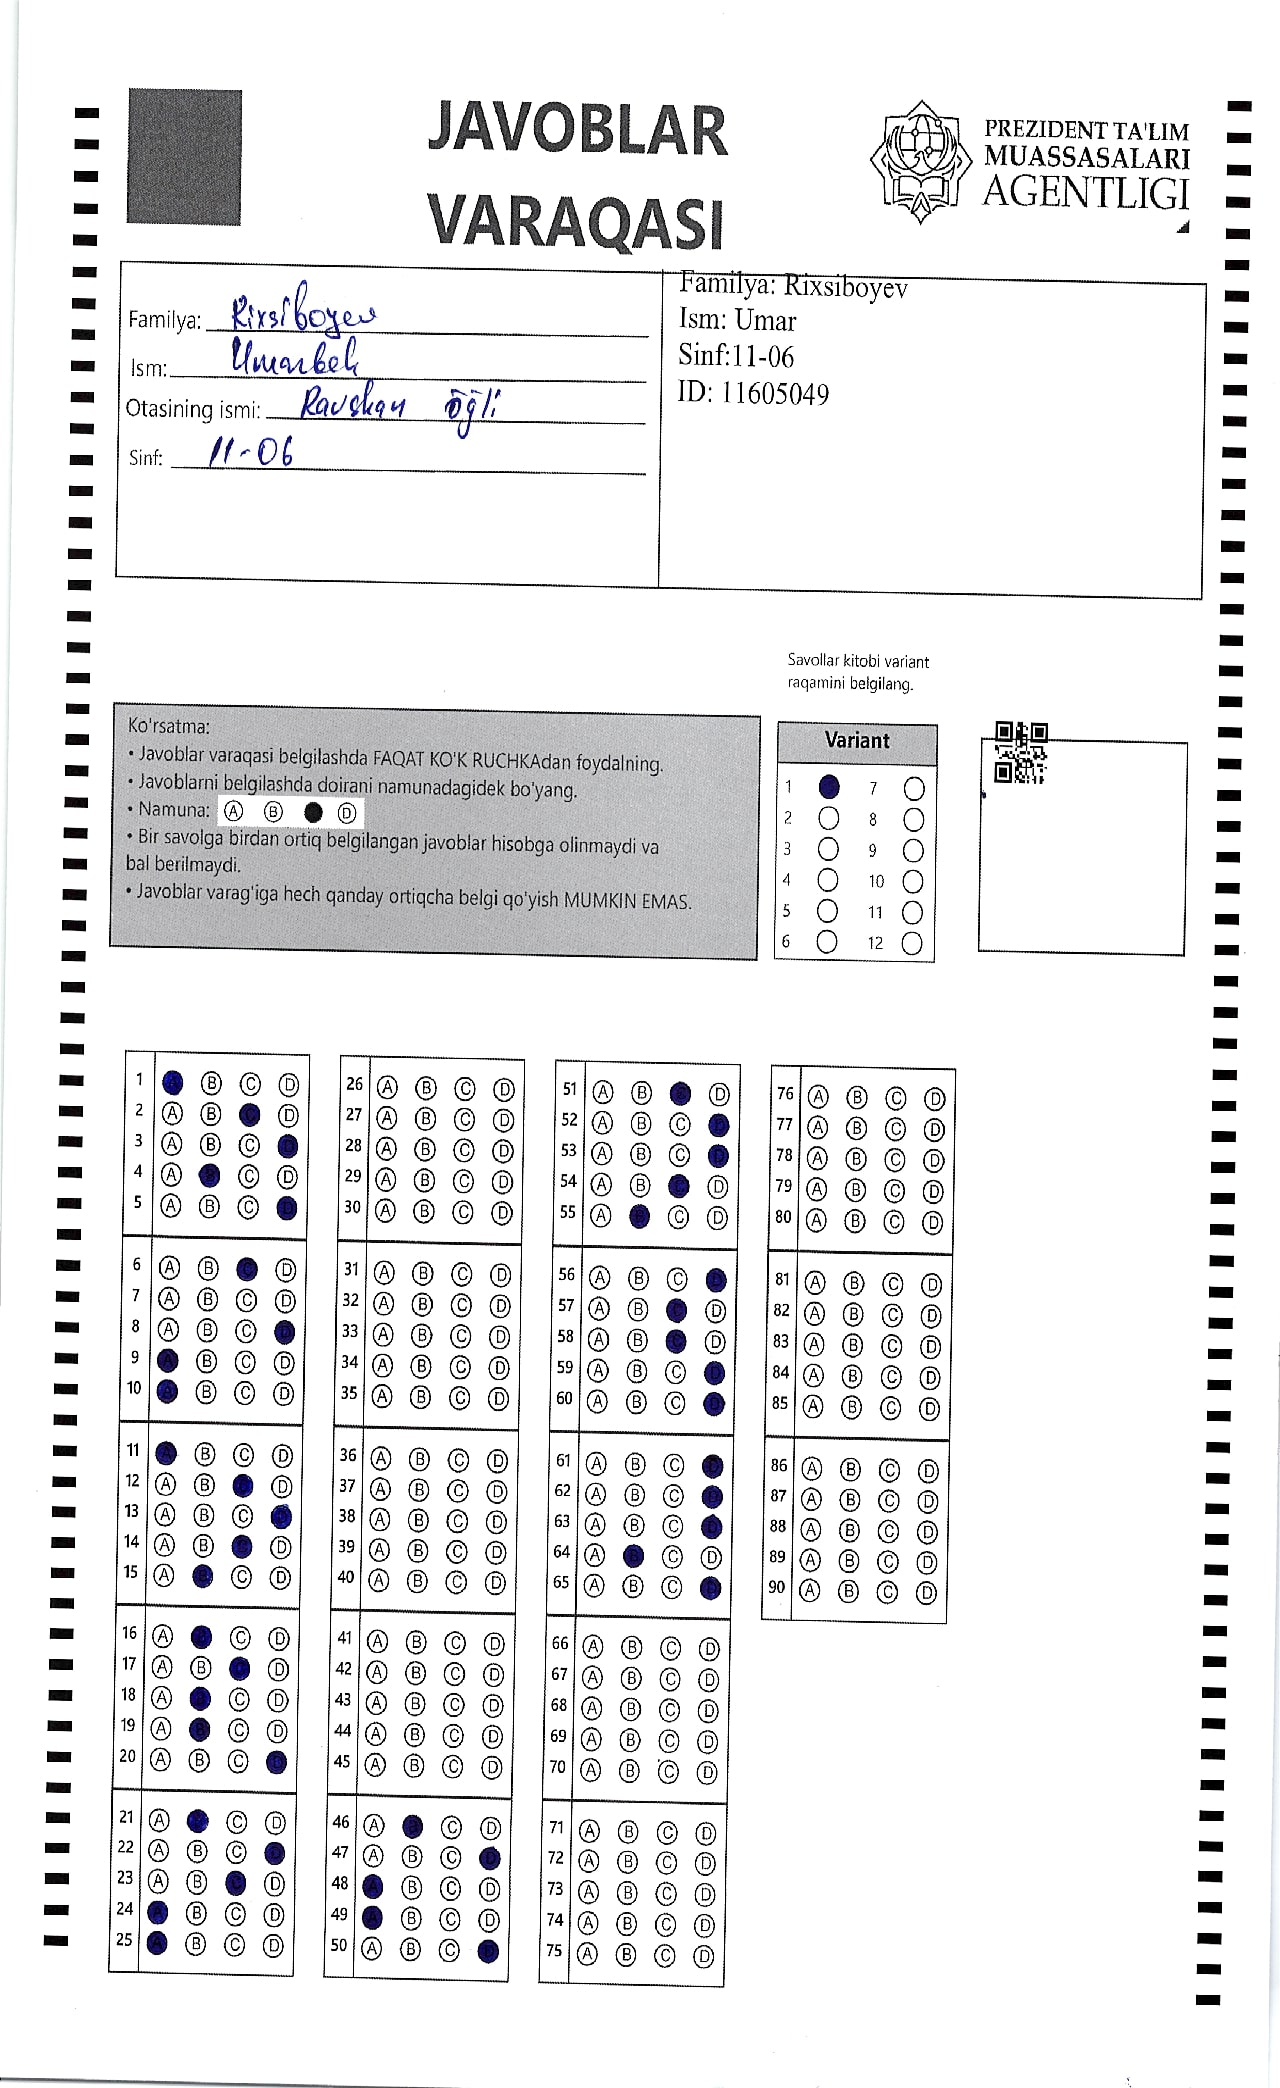 JAVOBLAR
VARAQASI
PREZIDENT TA'LIM
MUASSASALARI
AGENTLIGI
Familya: Rixsiboyev
Ism: Umarbek
Otasining ismi: Ravshan o'g'li
Sinf: 11-06
Familya: Rixsiboyev
Ism: Umar
Sinf:11-06
ID: 11605049
Savollar kitobi variant
raqamini belgilang.
Ko'rsatma:
• Javoblar varaqasi belgilashda FAQAT KO'K RUCHKAdan foydalning.
• Javoblarni belgilashda doirani namunadagidek bo'yang.
• Namuna: A B D
• Bir savolga birdan ortiq belgilangan javoblar hisobga olinmaydi va
bal berilmaydi.
• Javoblar varag'iga hech qanday ortiqcha belgi qo'yish MUMKIN EMAS.
Variant
1 7
2 8
3 9
4 10
5 11
6 12
1 A B C D
2 A B C D
3 A B C D
4 A B C D
5 A B C D
6 A B C D
7 A B C D
8 A B C D
9 A B C D
10 A B C D
11 A B C D
12 A B C D
13 A B C D
14 A B C D
15 A B C D
16 A B C D
17 A B C D
18 A B C D
19 A B C D
20 A B C D
21 A B C D
22 A B C D
23 A B C D
24 A B C D
25 A B C D
26 A B C D
27 A B C D
28 A B C D
29 A B C D
30 A B C D
31 A B C D
32 A B C D
33 A B C D
34 A B C D
35 A B C D
36 A B C D
37 A B C D
38 A B C D
39 A B C D
40 A B C D
41 A B C D
42 A B C D
43 A B C D
44 A B C D
45 A B C D
46 A B C D
47 A B C D
48 A B C D
49 A B C D
50 A B C D
51 A B C D
52 A B C D
53 A B C D
54 A B C D
55 A B C D
56 A B C D
57 A B C D
58 A B C D
59 A B C D
60 A B C D
61 A B C D
62 A B C D
63 A B C D
64 A B C D
65 A B C D
66 A B C D
67 A B C D
68 A B C D
69 A B C D
70 A B C D
71 A B C D
72 A B C D
73 A B C D
74 A B C D
75 A B C D
76 A B C D
77 A B C D
78 A B C D
79 A B C D
80 A B C D
81 A B C D
82 A B C D
83 A B C D
84 A B C D
85 A B C D
86 A B C D
87 A B C D
88 A B C D
89 A B C D
90 A B C D